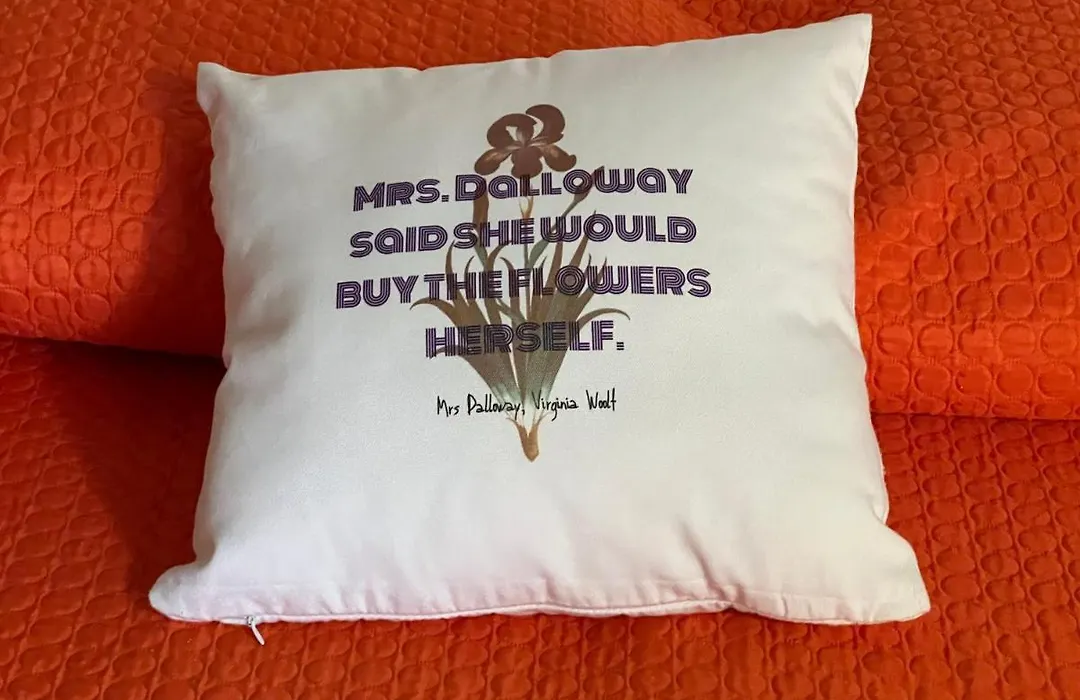 Mrs. Dalloway
said she would
buy the flowers
herself.
Mrs Dalloway, Virginia Woolf